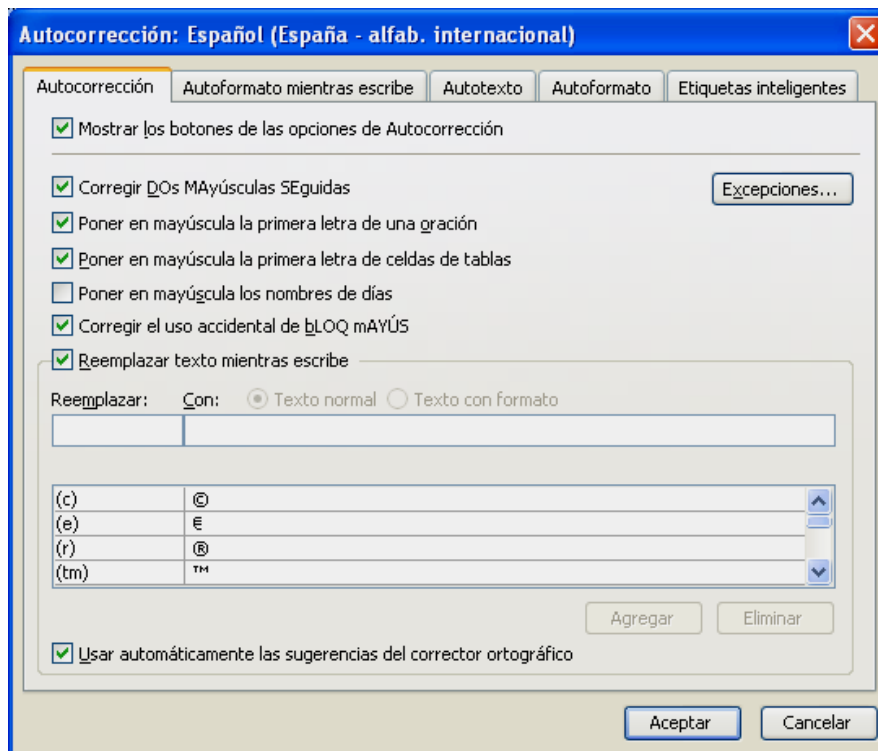 Autocorrección: Español (España - alfab. internacional)
Autocorrección Autoformato mientras escribe Autotexto Autoformato Etiquetas inteligentes
Mostrar los botones de las opciones de Autocorrección
Corregir DOs MAyúsculas SEguidas Excepciones...
Poner en mayúscula la primera letra de una oración
Poner en mayúscula la primera letra de celdas de tablas
Poner en mayúscula los nombres de días
Corregir el uso accidental de bLOQ mAYÚS
Reemplazar texto mientras escribe
Reemplazar: Con: Texto normal Texto con formato
(c) ©
(e) €
(r) ®
(tm) ™
Agregar Eliminar
Usar automáticamente las sugerencias del corrector ortográfico
Aceptar Cancelar